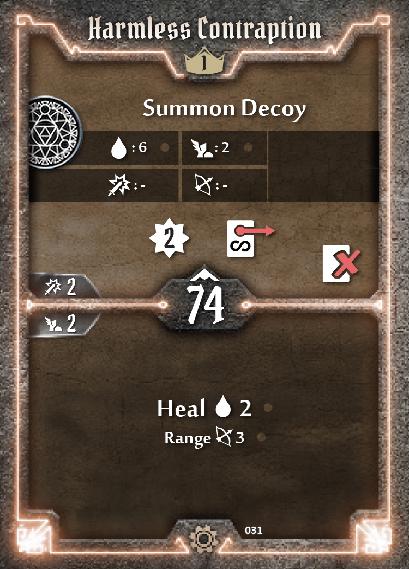 Harmless Contraption
1
Summon Decoy
:6 :2
:- :-
2
2
74
2
Heal 2
Range 3
031